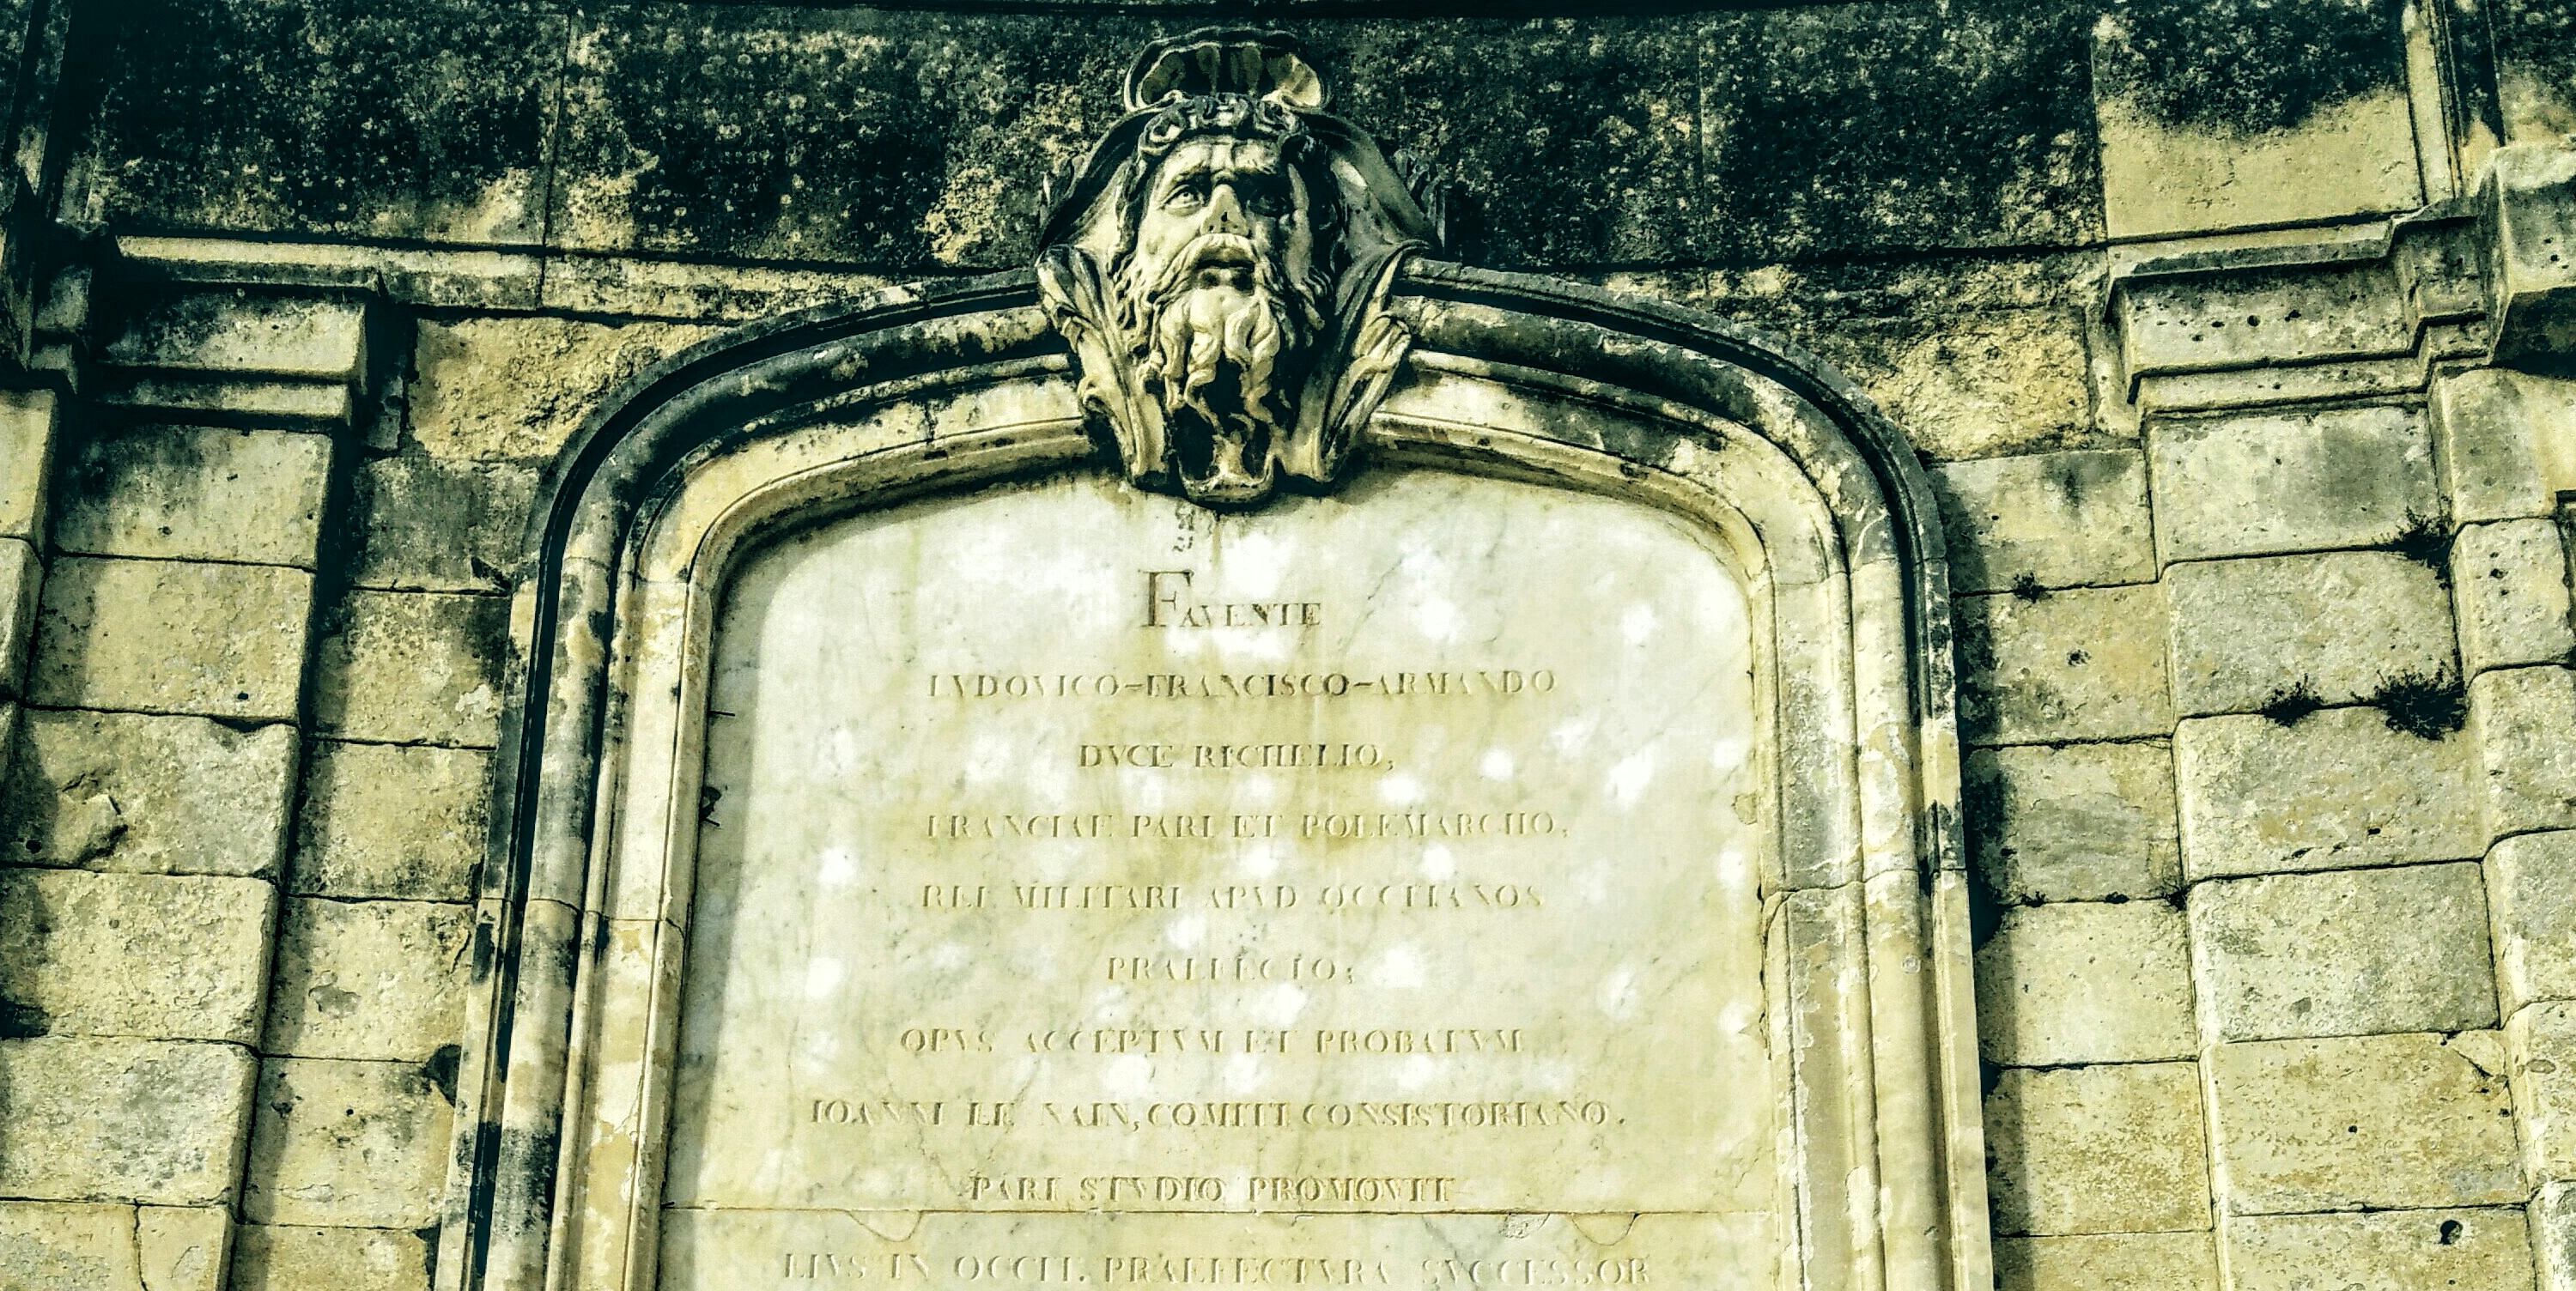 FAVENTE
LVDOVICO-FRANCISCO-ARMANDO
DVCE RICHELIO,
FRANCIAE PARI ET POLEMARCHO,
REI MILITARI APVD OCCITANOS
PRAEFECTO;
OPVS ACCEPTVM ET PROBATVM
IOANNI LE NAIN, COMITI CONSISTORIANO.
PARI STVDIO PROMOVIT
EIVS IN OCCIT. PRAEFECTVRA SVCCESSOR